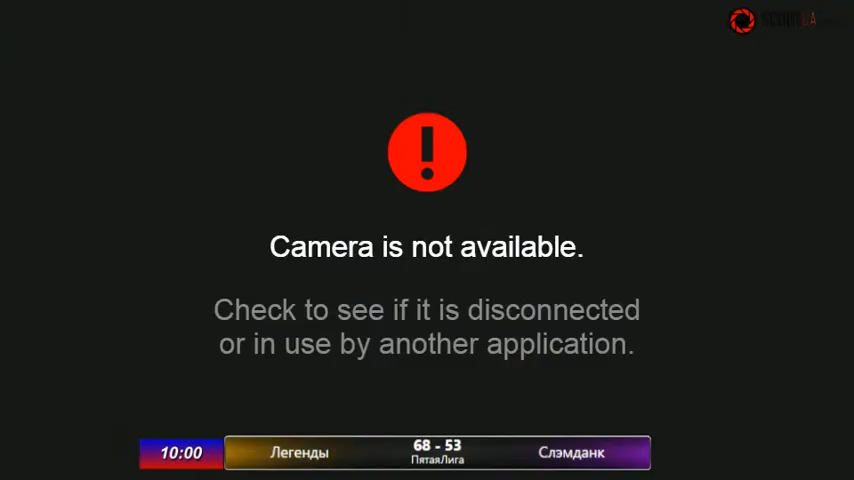 Camera is not available.
Check to see if it is disconnected
or in use by another application.
10:00
Легенды
68 - 53
ПятаяЛига
Слэмданк